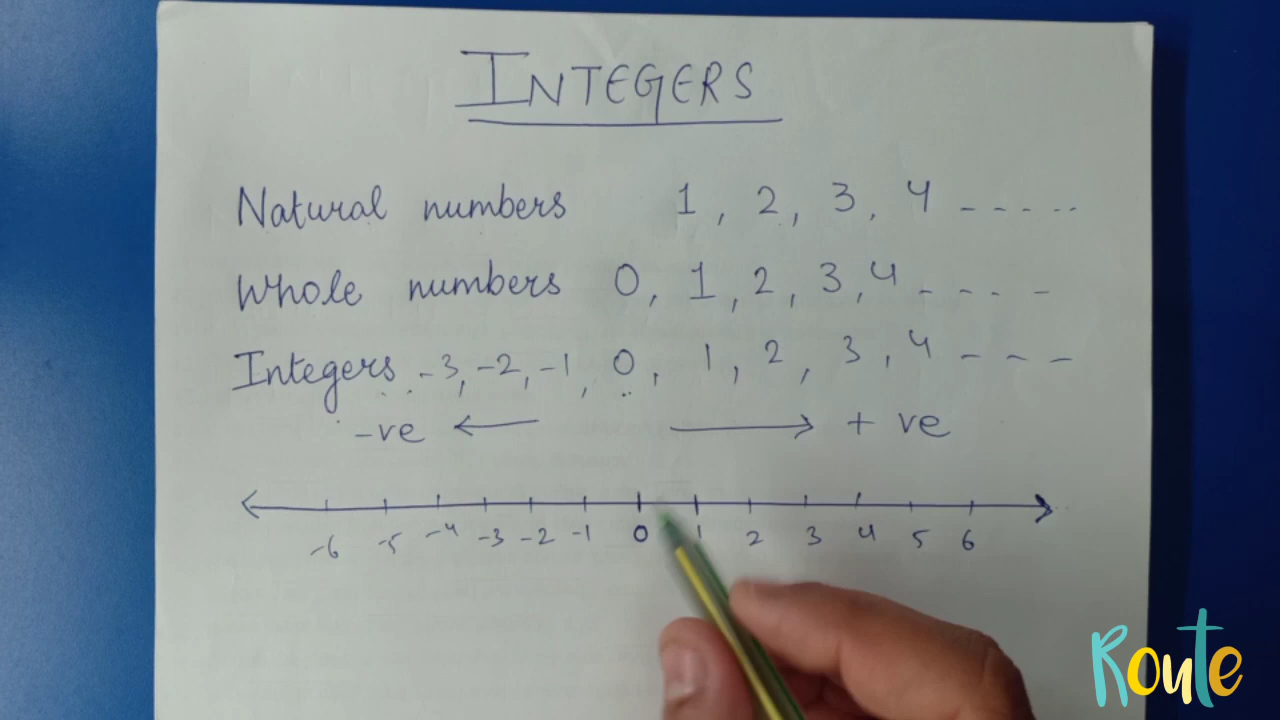 INTEGERS
Natural numbers 1, 2, 3, 4 -----
Whole numbers 0, 1, 2, 3, 4 ----
Integers -3, -2, -1, 0, 1, 2, 3, 4 ---
-ve ← → + ve
-6 -5 -4 -3 -2 -1 0 1 2 3 4 5 6
Route